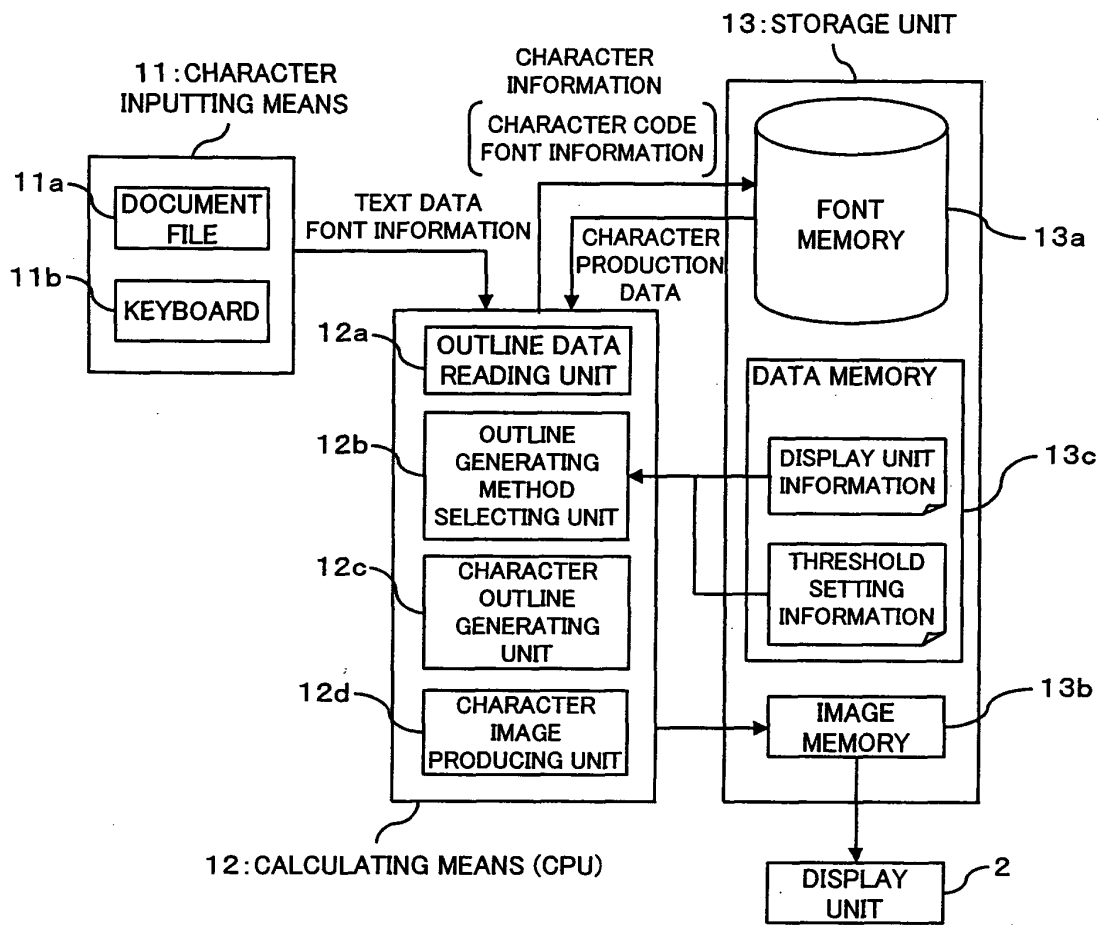 13:STORAGE UNIT
11:CHARACTER
INPUTTING MEANS
CHARACTER
INFORMATION
CHARACTER CODE
FONT INFORMATION
11a
DOCUMENT
FILE
11b
KEYBOARD
TEXT DATA
FONT INFORMATION
CHARACTER
PRODUCTION
DATA
FONT
MEMORY
13a
12a
OUTLINE DATA
READING UNIT
12b
OUTLINE
GENERATING
METHOD
SELECTING UNIT
12c
CHARACTER
OUTLINE
GENERATING
UNIT
12d
CHARACTER
IMAGE
PRODUCING UNIT
DATA MEMORY
DISPLAY UNIT
INFORMATION
13c
THRESHOLD
SETTING
INFORMATION
IMAGE
MEMORY
13b
12:CALCULATING MEANS (CPU)
DISPLAY
UNIT
2